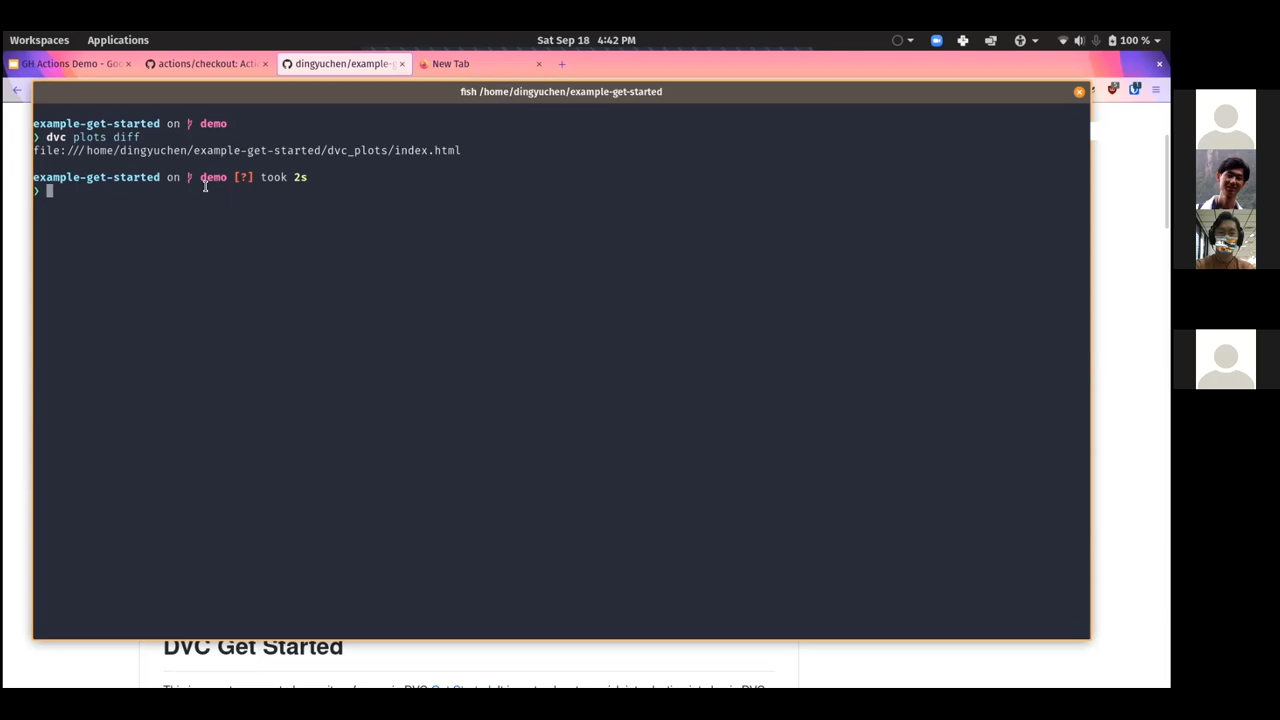 Workspaces Applications Sat Sep 18 4:42 PM 100 %
GH Actions Demo - Goo actions/checkout: Acti dingyuchen/example-g New Tab
fish /home/dingyuchen/example-get-started
example-get-started on demo
❯ dvc plots diff
file:///home/dingyuchen/example-get-started/dvc_plots/index.html
example-get-started on demo [?] took 2s
❯
DVC Get Started